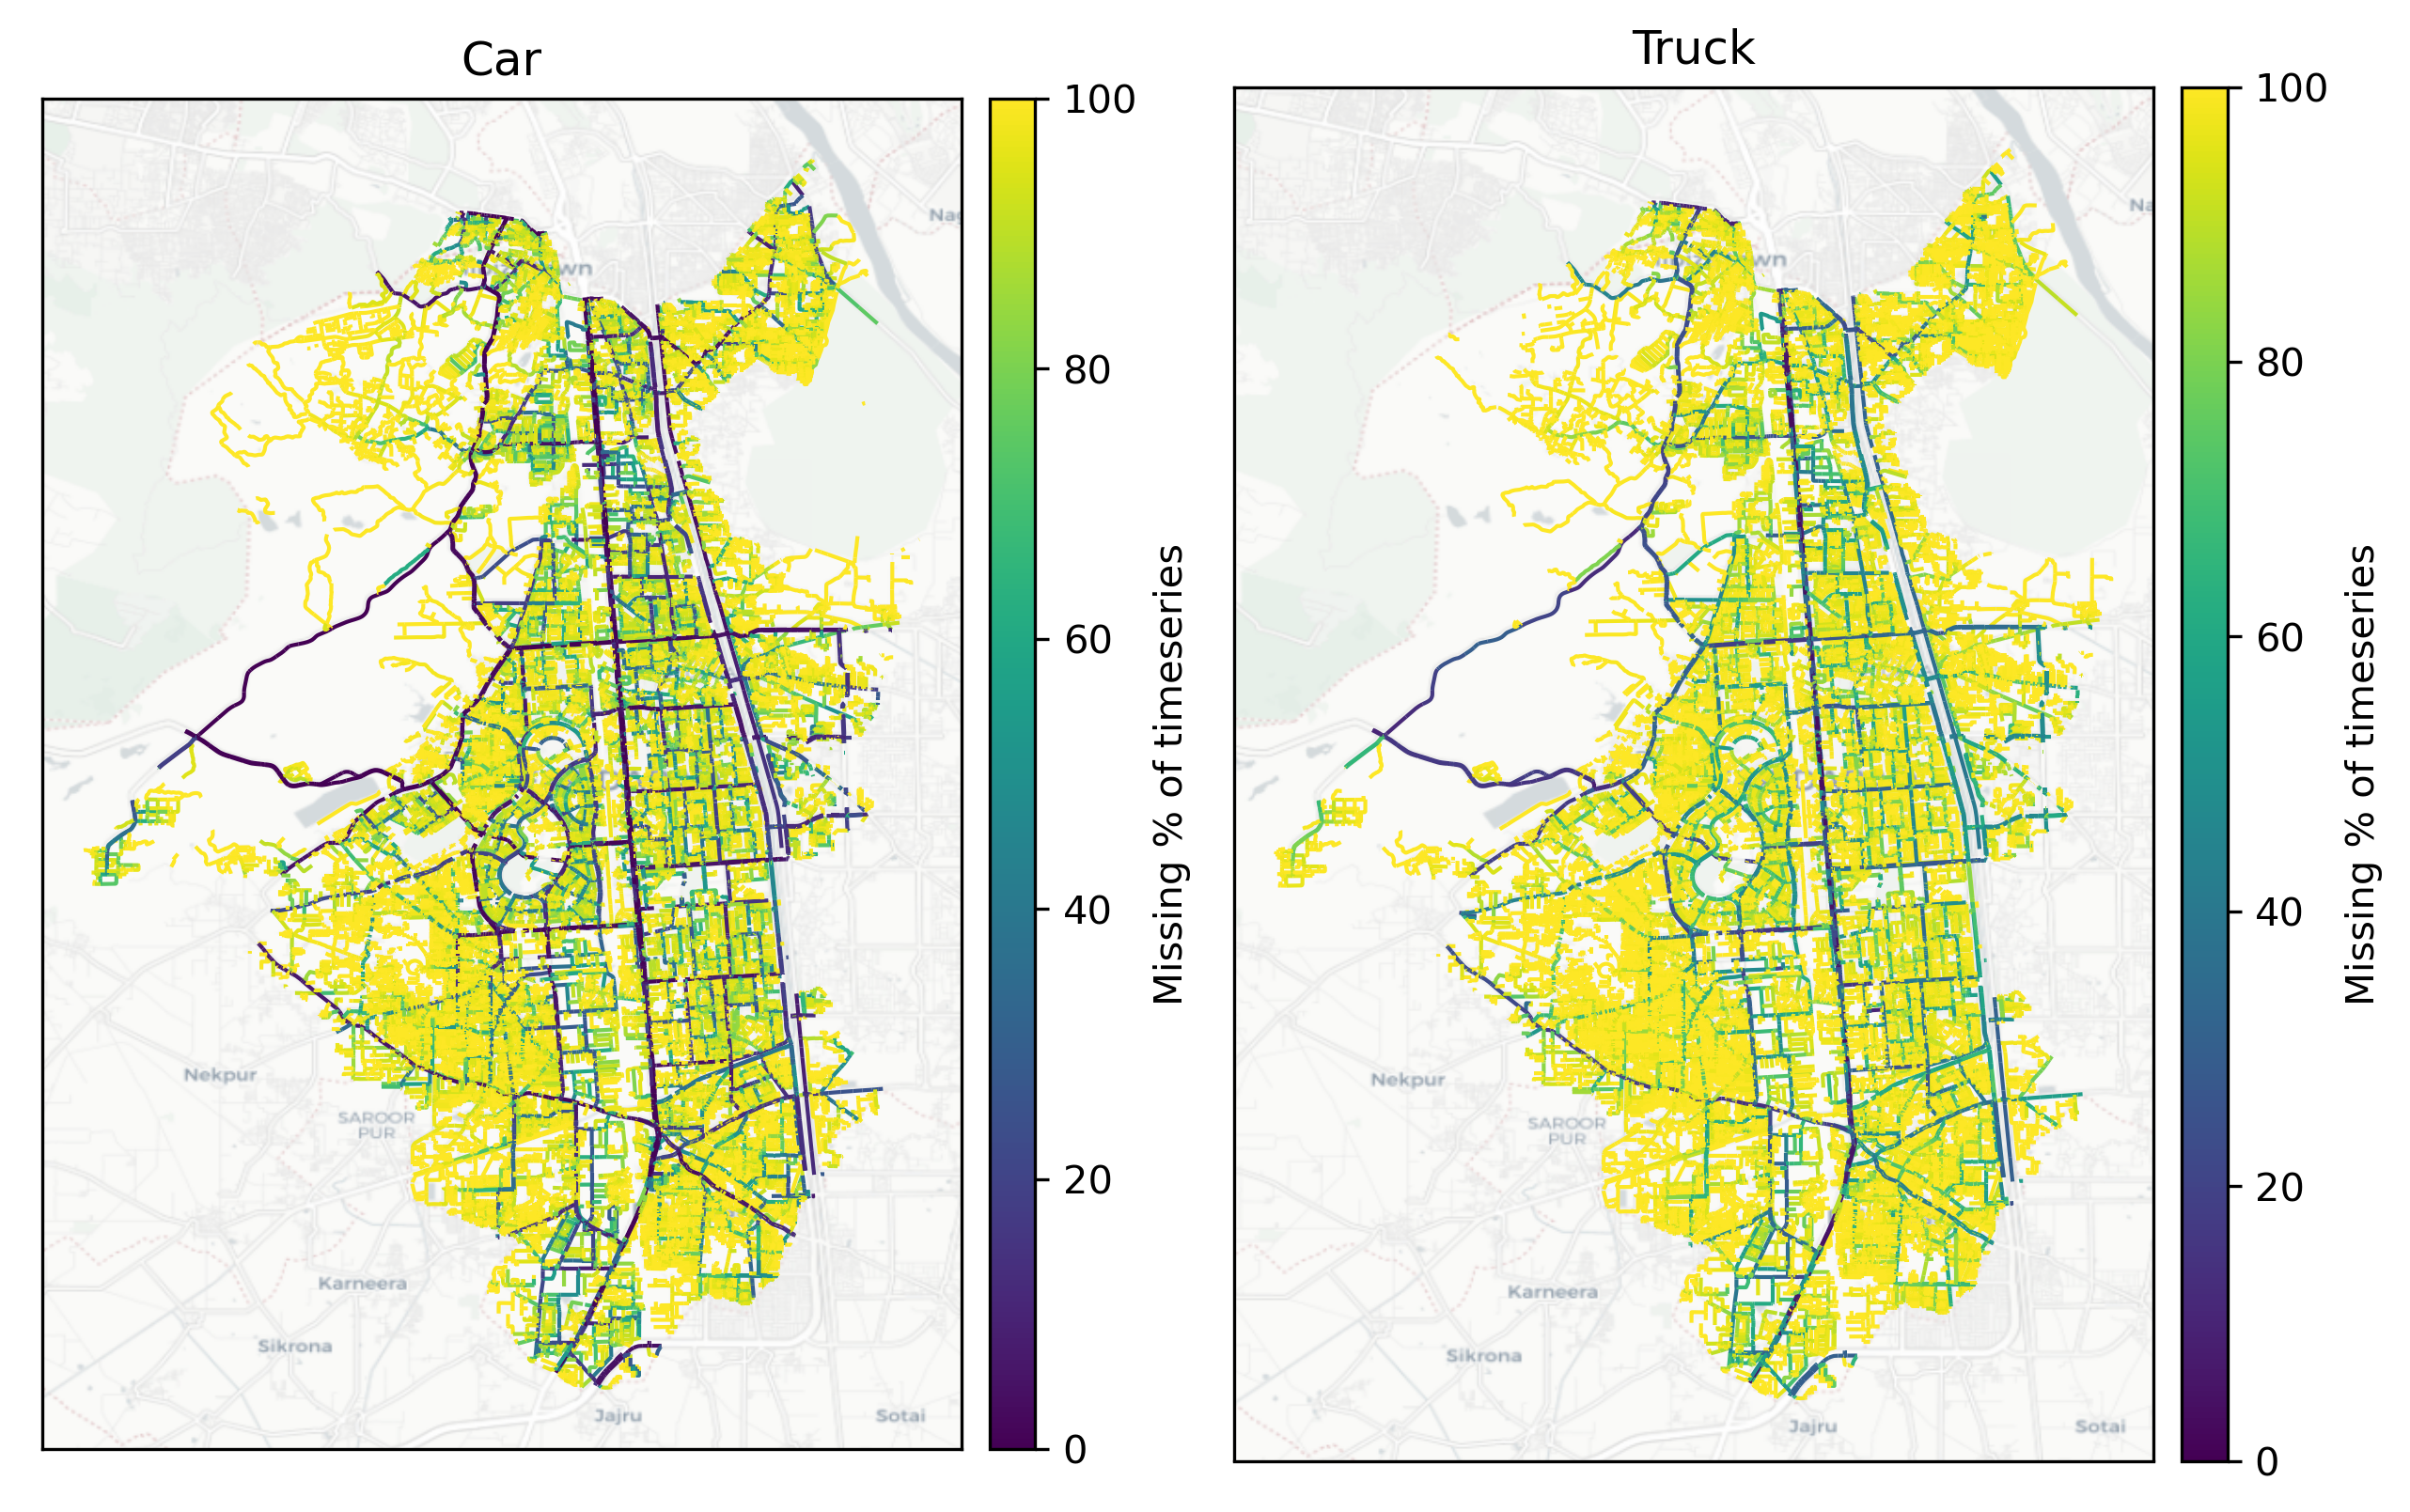 Car
Truck
100
80
60
40
20
0
Missing % of timeseries
Nekpur
SAROOR
PUR
Karneera
Sikrona
Jajru
Sotai
100
80
60
40
20
0
Missing % of timeseries
Nekpur
SAROOR
PUR
Karneera
Sikrona
Jajru
Sotai